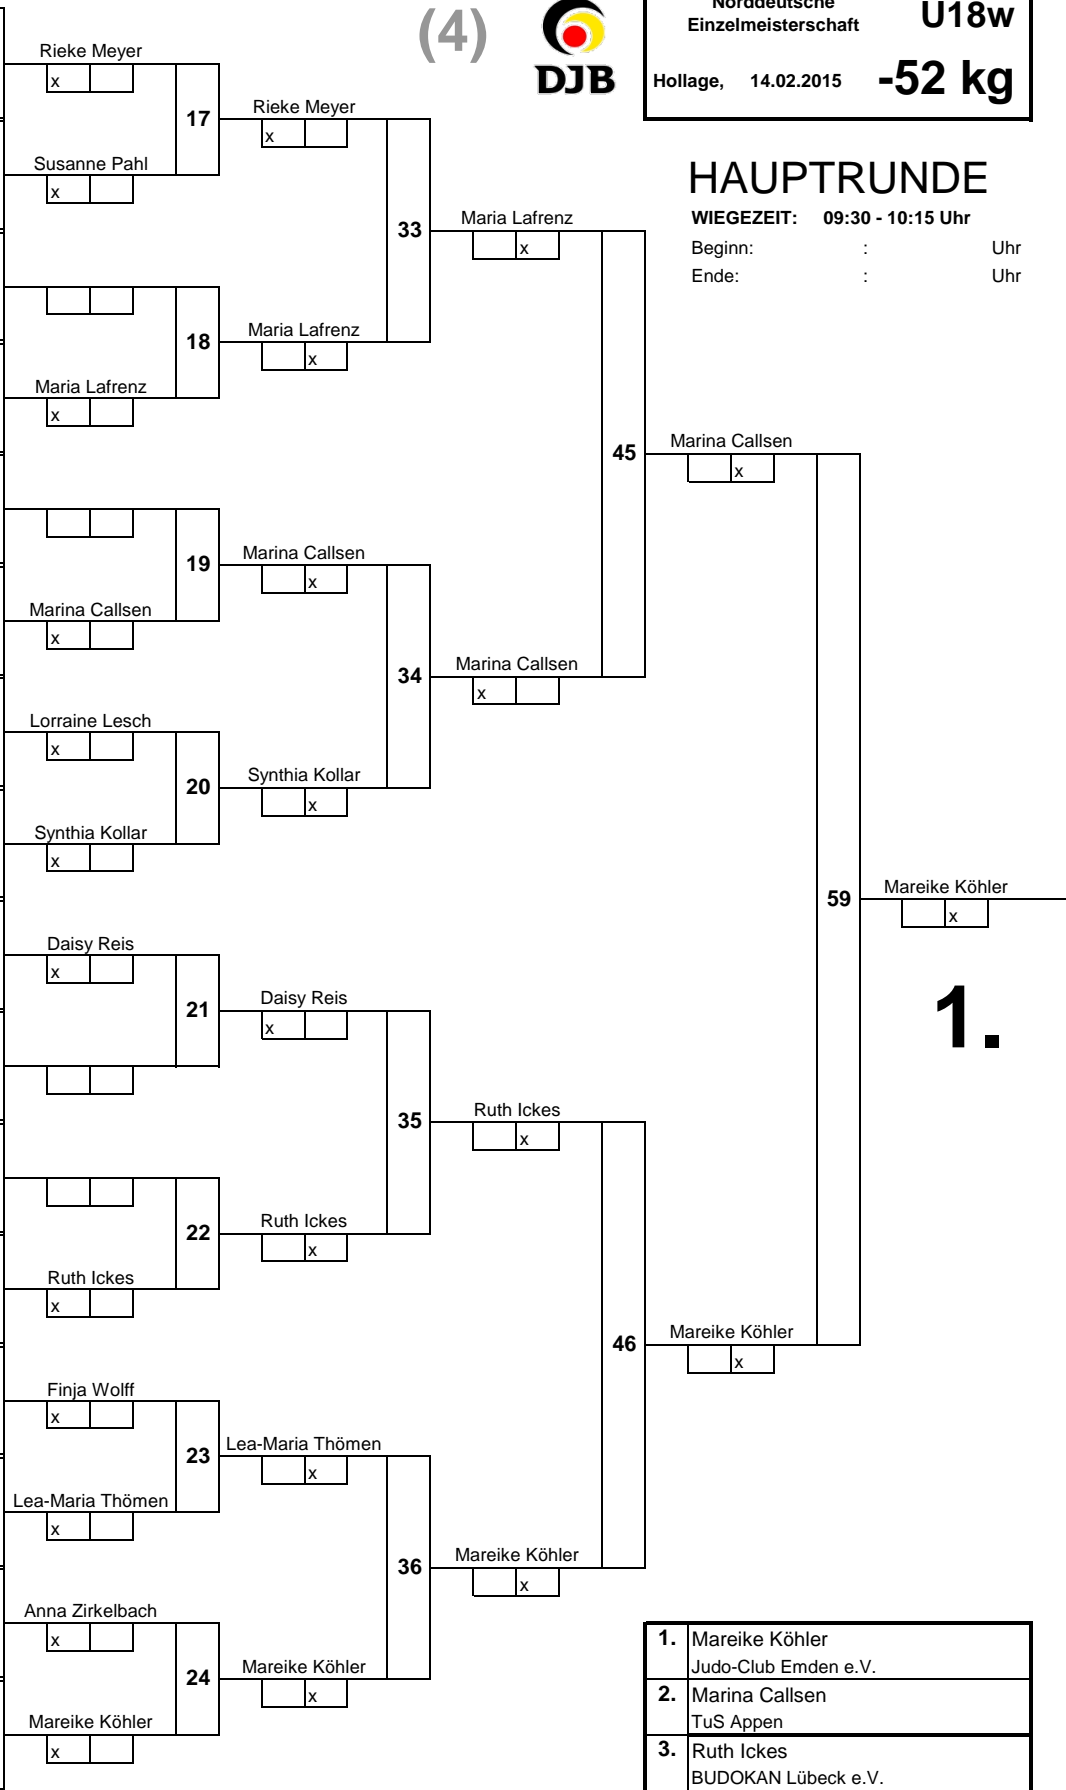 (4)
DJB
Norddeutsche
Einzelmeisterschaft
U18w
Hollage, 14.02.2015
-52 kg
HAUPTRUNDE
WIEGEZEIT: 09:30 - 10:15 Uhr
Beginn: : Uhr
Ende: : Uhr
Rieke Meyer
x
17
Susanne Pahl
x
18
Maria Lafrenz
x
19
Marina Callsen
x
Lorraine Lesch
x
20
Synthia Kollar
x
Daisy Reis
x
21
22
Ruth Ickes
x
Finja Wolff
x
23
Lea-Maria Thömen
x
Anna Zirkelbach
x
24
Mareike Köhler
x
Rieke Meyer
x
33
Maria Lafrenz
x
Marina Callsen
x
34
Synthia Kollar
x
Daisy Reis
x
35
Ruth Ickes
x
Lea-Maria Thömen
x
36
Mareike Köhler
x
Maria Lafrenz
x
45
Marina Callsen
x
Ruth Ickes
x
46
Mareike Köhler
x
Marina Callsen
x
59
Mareike Köhler
x
Mareike Köhler
x
1.
1. Mareike Köhler
Judo-Club Emden e.V.
2. Marina Callsen
TuS Appen
3. Ruth Ickes
BUDOKAN Lübeck e.V.